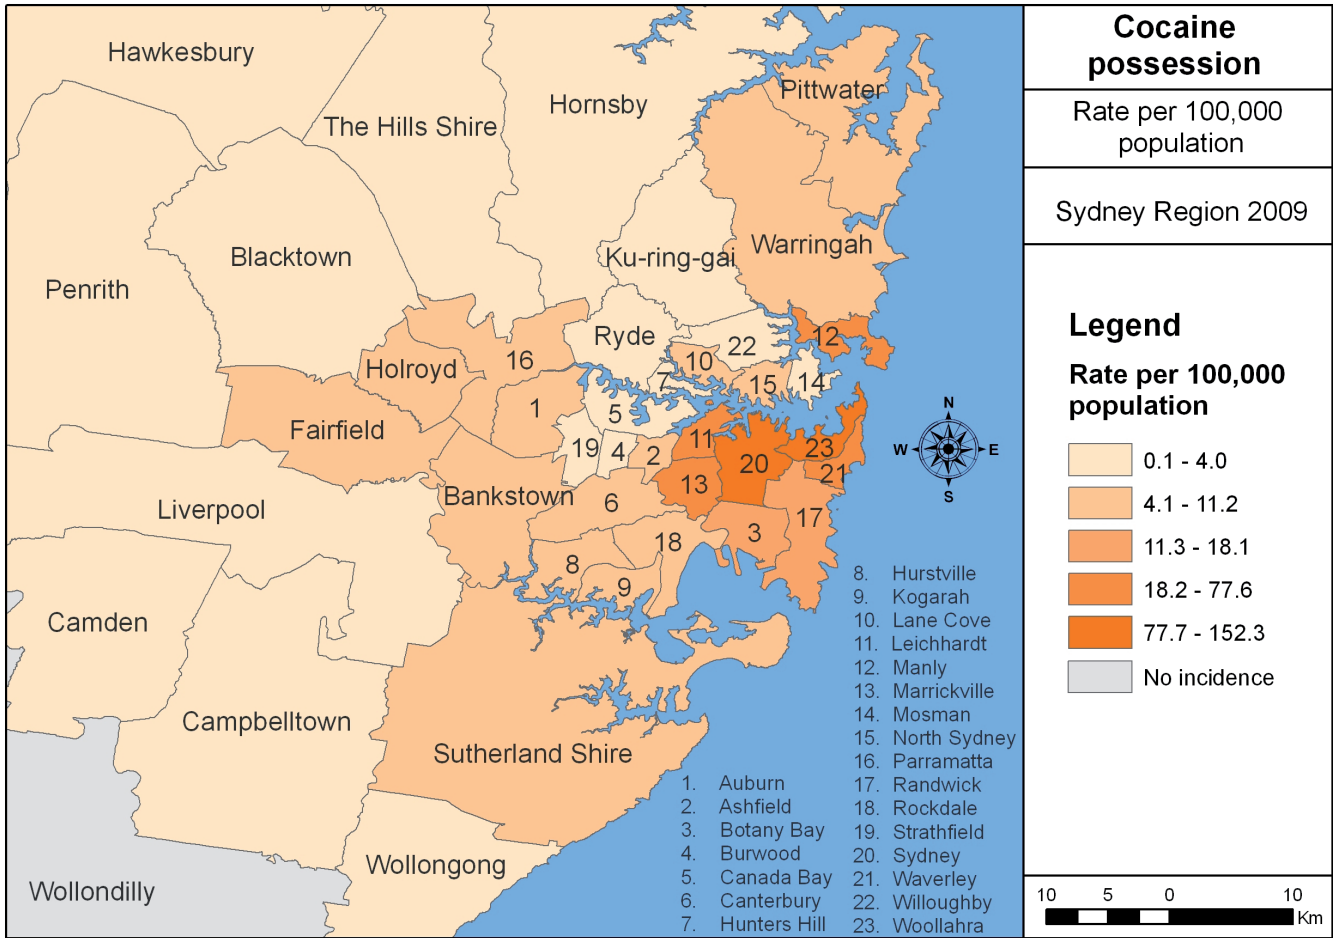 Cocaine
possession
Rate per 100,000
population
Sydney Region 2009
Legend
Rate per 100,000
population
0.1 - 4.0
4.1 - 11.2
11.3 - 18.1
18.2 - 77.6
77.7 - 152.3
No incidence
10 5 0 10
Km
N
W E
S
Hawkesbury
The Hills Shire
Hornsby
Pittwater
Warringah
Ku-ring-gai
Blacktown
Penrith
Ryde
22
12
Holroyd
16
10
7
15
14
Fairfield
1
5
19
4
2
11
20
23
21
13
Bankstown
6
Liverpool
17
3
18
8
9
Camden
Campbelltown
Sutherland Shire
Wollongong
Wollondilly
1. Auburn
2. Ashfield
3. Botany Bay
4. Burwood
5. Canada Bay
6. Canterbury
7. Hunters Hill
8. Hurstville
9. Kogarah
10. Lane Cove
11. Leichhardt
12. Manly
13. Marrickville
14. Mosman
15. North Sydney
16. Parramatta
17. Randwick
18. Rockdale
19. Strathfield
20. Sydney
21. Waverley
22. Willoughby
23. Woollahra